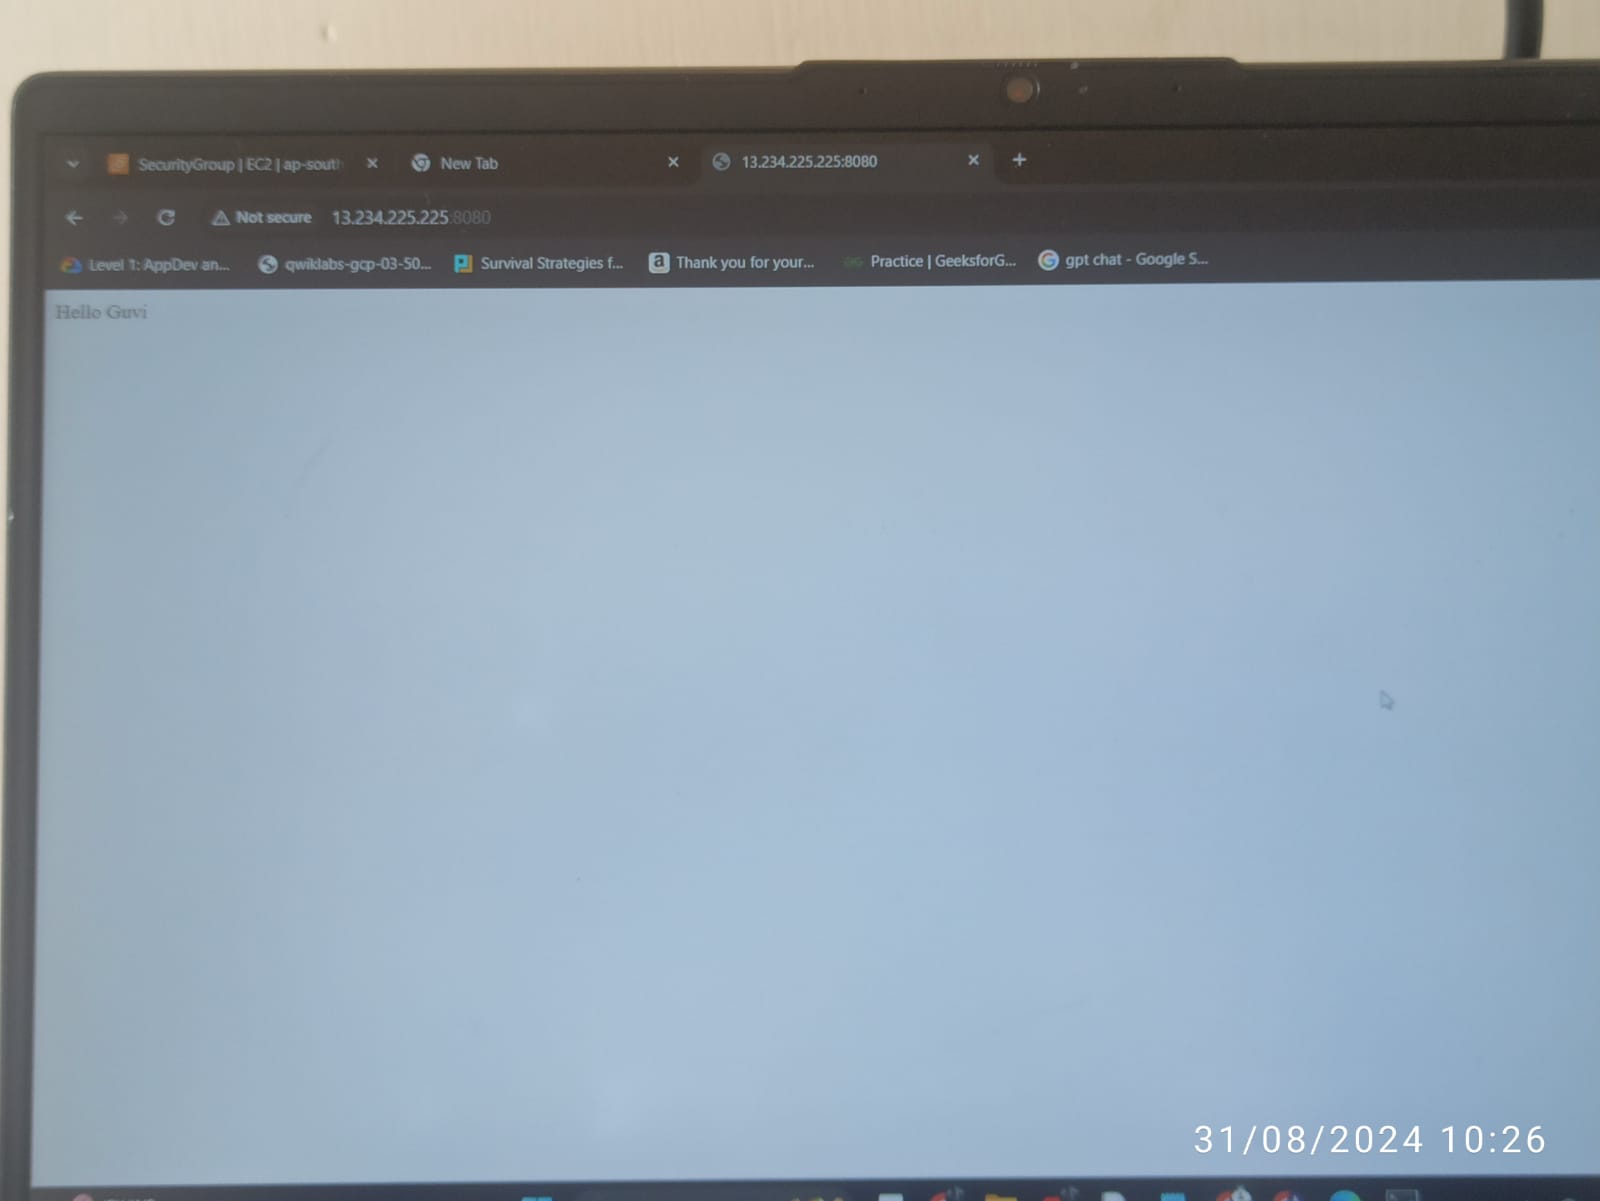 SecurityGroup | EC2 | ap-south
New Tab
13.234.225.225:8080
Not secure 13.234.225.225:8080
Level 1: AppDev an... qwiklabs-gcp-03-50... Survival Strategies f... Thank you for your... Practice | GeeksforG... gpt chat - Google S...
Hello Guvi
31/08/2024 10:26